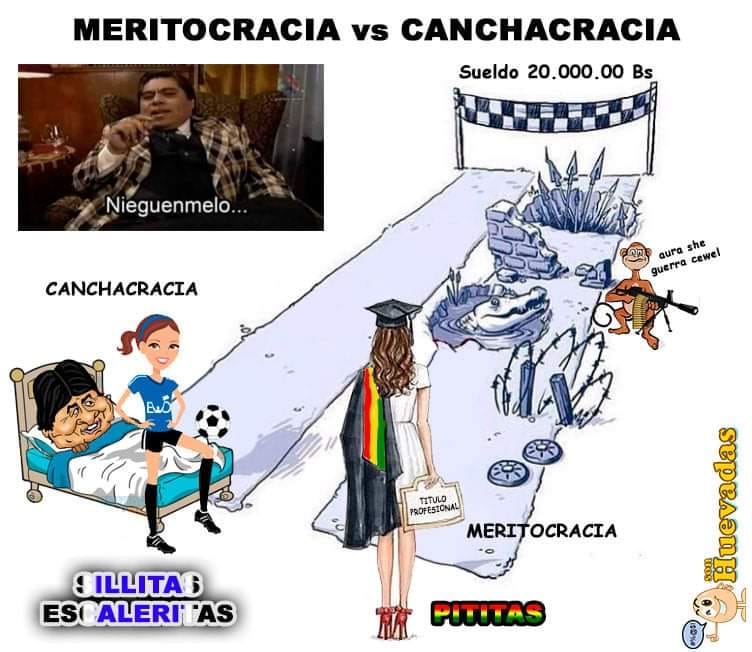 MERITOCRACIA vs CANCHACRACIA
Sueldo 20.000.00 Bs
Nieguenmelo...
aura she
guerra cewel
CANCHACRACIA
TITULO
PROFESIONAL
MERITOCRACIA
SILLITAS
ESCALERITAS
PITITAS
son
Huevadas